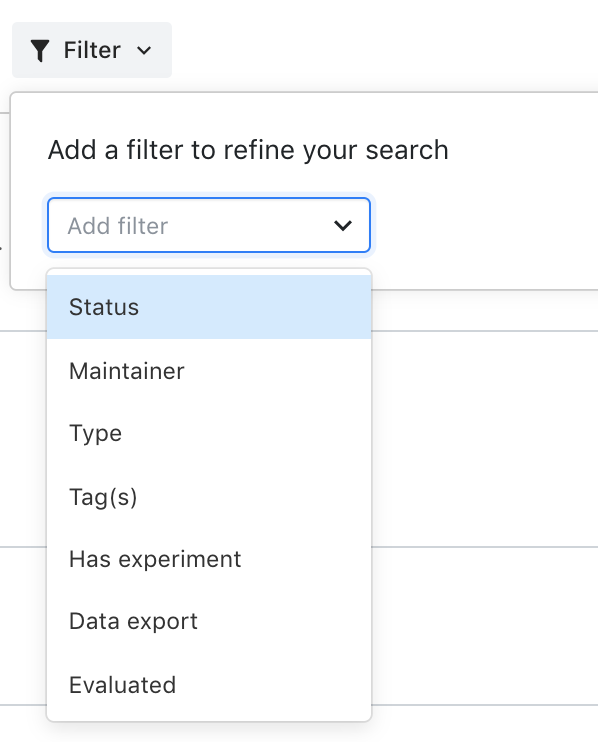 Filter
Add a filter to refine your search
Add filter
Status
Maintainer
Type
Tag(s)
Has experiment
Data export
Evaluated